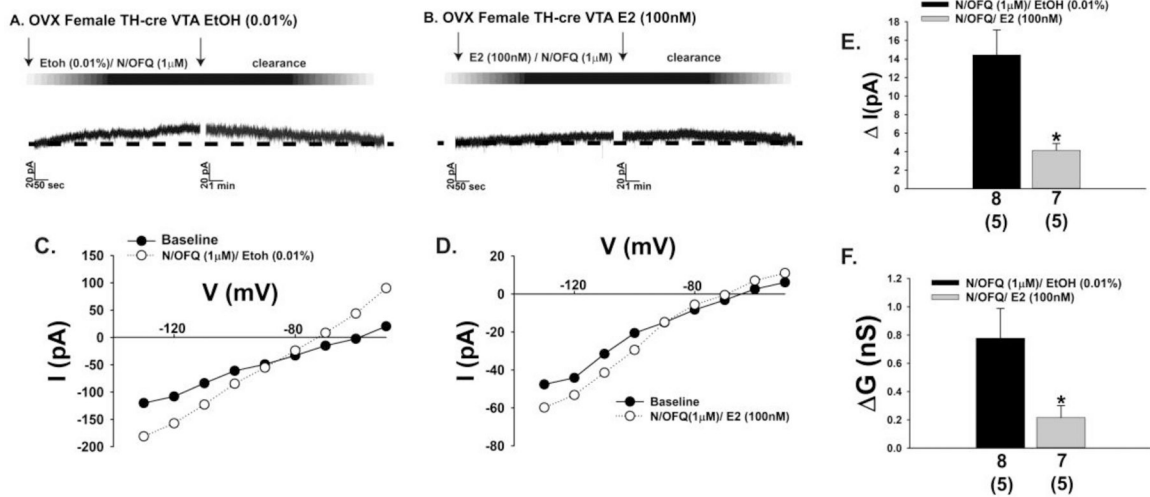 A. OVX Female TH-cre VTA EtOH (0.01%)
Etoh (0.01%)/ N/OFQ (1µM)
clearance
20 pA
50 sec
20 pA
1 min
B. OVX Female TH-cre VTA E2 (100nM)
E2 (100nM) / N/OFQ (1µM)
clearance
20 pA
50 sec
20 pA
1 min
C.
Baseline
N/OFQ (1µM)/ Etoh (0.01%)
V (mV)
-120
-80
I (pA)
150
100
50
0
-50
-100
-150
-200
D.
V (mV)
-120
-80
I (pA)
20
0
-20
-40
-60
-80
Baseline
N/OFQ(1µM)/ E2 (100nM)
E.
N/OFQ (1µM)/ EtOH (0.01%)
N/OFQ/ E2 (100nM)
Δ I(pA)
18
16
14
12
10
8
6
4
2
0
*
8
7
(5)
(5)
F.
N/OFQ (1µM)/ EtOH (0.01%)
N/OFQ/ E2 (100nM)
ΔG (nS)
1.2
1.0
0.8
0.6
0.4
0.2
0.0
*
8
7
(5)
(5)